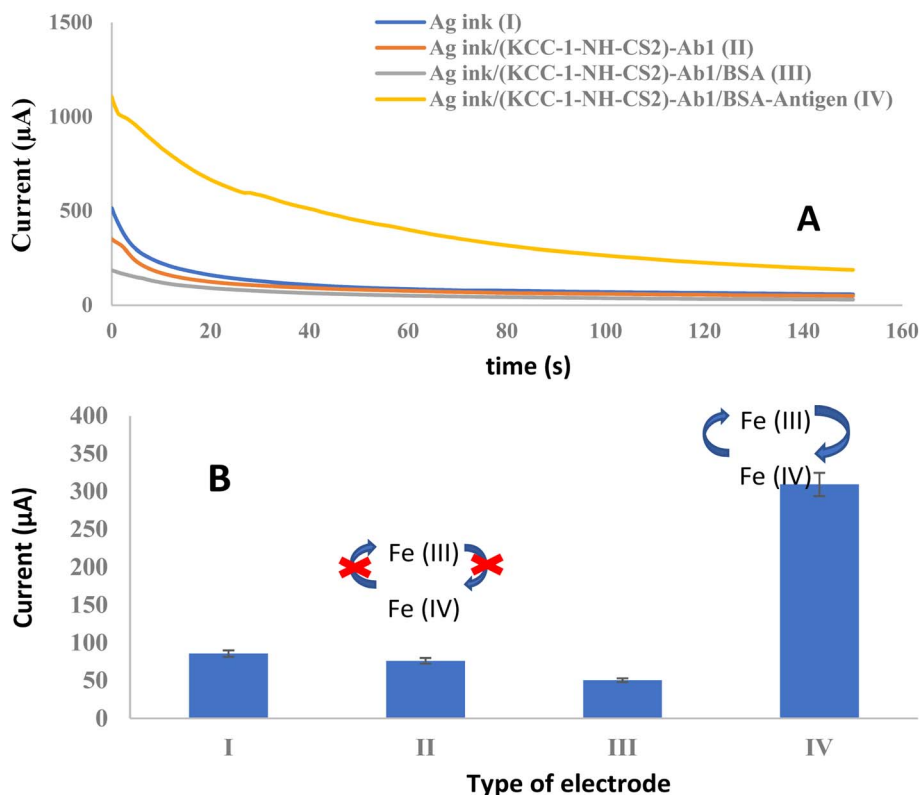 1500
1000
500
0
Current (µA)
Ag ink (I)
Ag ink/(KCC-1-NH-CS2)-Ab1 (II)
Ag ink/(KCC-1-NH-CS2)-Ab1/BSA (III)
Ag ink/(KCC-1-NH-CS2)-Ab1/BSA-Antigen (IV)
A
0 20 40 60 80 100 120 140 160
time (s)
400
350
300
250
200
150
100
50
0
Current (µA)
B
Fe (III)
Fe (IV)
Fe (III)
Fe (IV)
I II III IV
Type of electrode